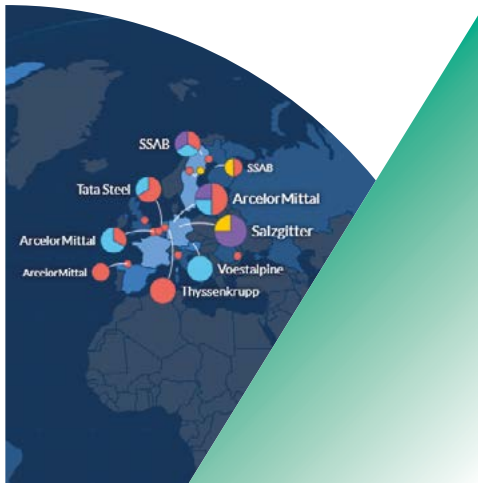 SSAB
SSAB
Tata Steel
ArcelorMittal
Salzgitter
ArcelorMittal
Voestalpine
ArcelorMittal
Thyssenkrupp